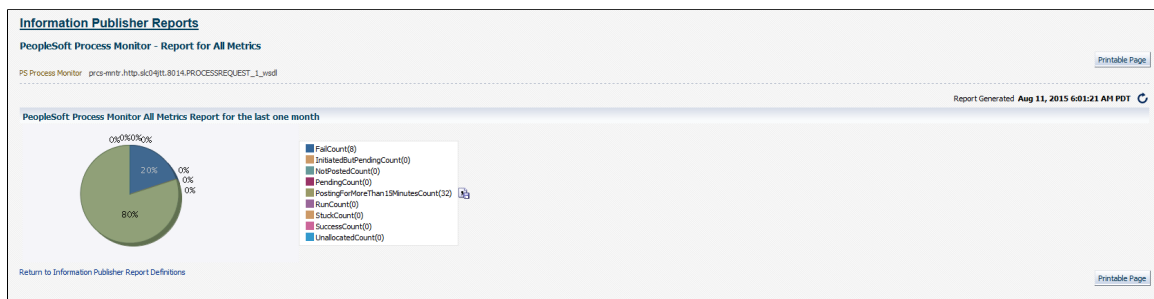 Information Publisher Reports
PeopleSoft Process Monitor - Report for All Metrics
Printable Page
PS Process Monitor prcs-mntr.http.slc04jtt.8014.PROCESSREQUEST_1_wsdl
Report Generated Aug 11, 2015 6:01:21 AM PDT
PeopleSoft Process Monitor All Metrics Report for the last one month
0%0%0%0%
20%
0%
0%
0%
80%
FailCount(8)
InitiatedButPendingCount(0)
NotPostedCount(0)
PendingCount(0)
PostingForMoreThan15MinutesCount(32)
RunCount(0)
StuckCount(0)
SuccessCount(0)
UnallocatedCount(0)
Return to Information Publisher Report Definitions
Printable Page